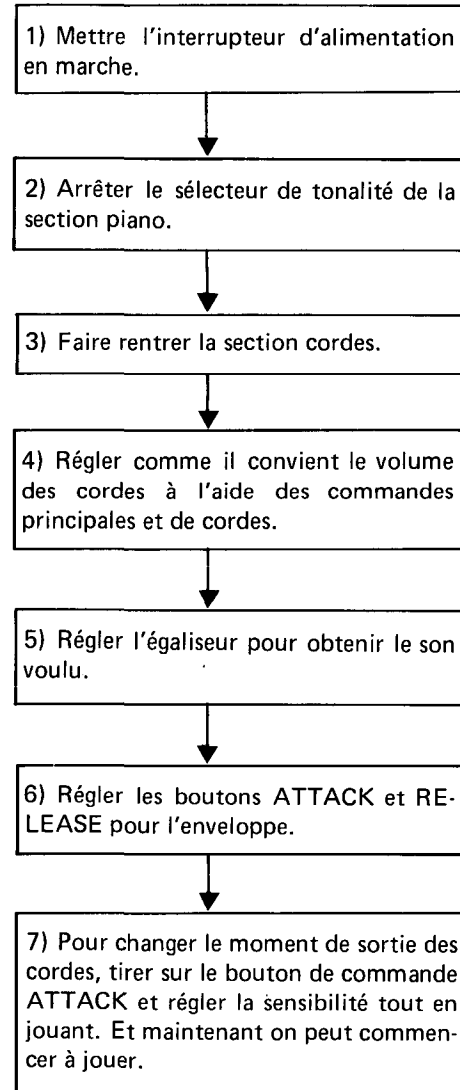 1) Mettre l'interrupteur d'alimentation
en marche.
2) Arrêter le sélecteur de tonalité de la
section piano.
3) Faire rentrer la section cordes.
4) Régler comme il convient le volume
des cordes à l'aide des commandes
principales et de cordes.
5) Régler l'égaliseur pour obtenir le son
voulu.
6) Régler les boutons ATTACK et RE-
LEASE pour l'enveloppe.
7) Pour changer le moment de sortie des
cordes, tirer sur le bouton de commande
ATTACK et régler la sensibilité tout en
jouant. Et maintenant on peut commen-
cer à jouer.